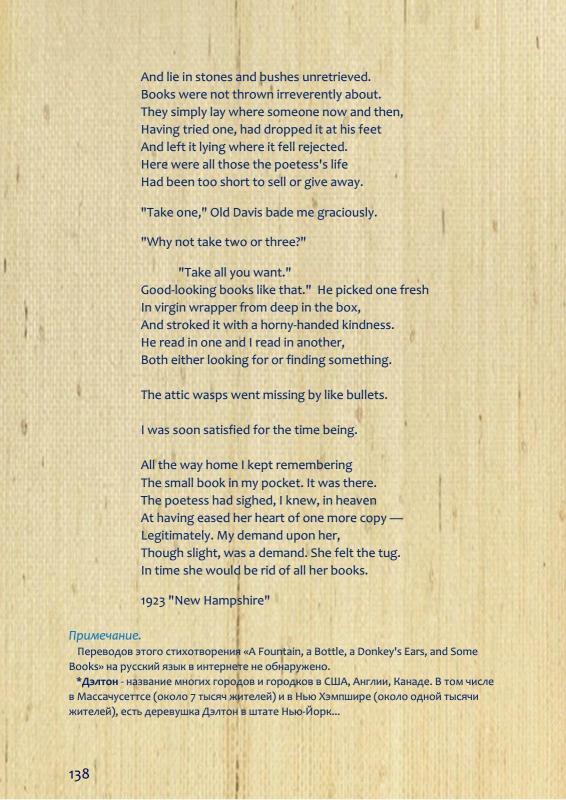 And lie in stones and bushes unretrieved.
Books were not thrown irreverently about.
They simply lay where someone now and then,
Having tried one, had dropped it at his feet
And left it lying where it fell rejected.
Here were all those the poetess's life
Had been too short to sell or give away.
"Take one," Old Davis bade me graciously.
"Why not take two or three?"
"Take all you want."
Good-looking books like that."  He picked one fresh
In virgin wrapper from deep in the box,
And stroked it with a horny-handed kindness.
He read in one and I read in another,
Both either looking for or finding something.
The attic wasps went missing by like bullets.
I was soon satisfied for the time being.
All the way home I kept remembering
The small book in my pocket. It was there.
The poetess had sighed, I knew, in heaven
At having eased her heart of one more copy —
Legitimately. My demand upon her,
Though slight, was a demand. She felt the tug.
In time she would be rid of all her books.
1923 "New Hampshire"
Примечание.
Переводов этого стихотворения «A Fountain, a Bottle, a Donkey's Ears, and Some
Books» на русский язык в интернете не обнаружено.
*Дэлтон - название многих городов и городков в США, Англии, Канаде. В том числе
в Массачусеттсе (около 7 тысяч жителей) и в Нью Хэмпшире (около одной тысячи
жителей), есть деревушка Дэлтон в штате Нью-Йорк...
138